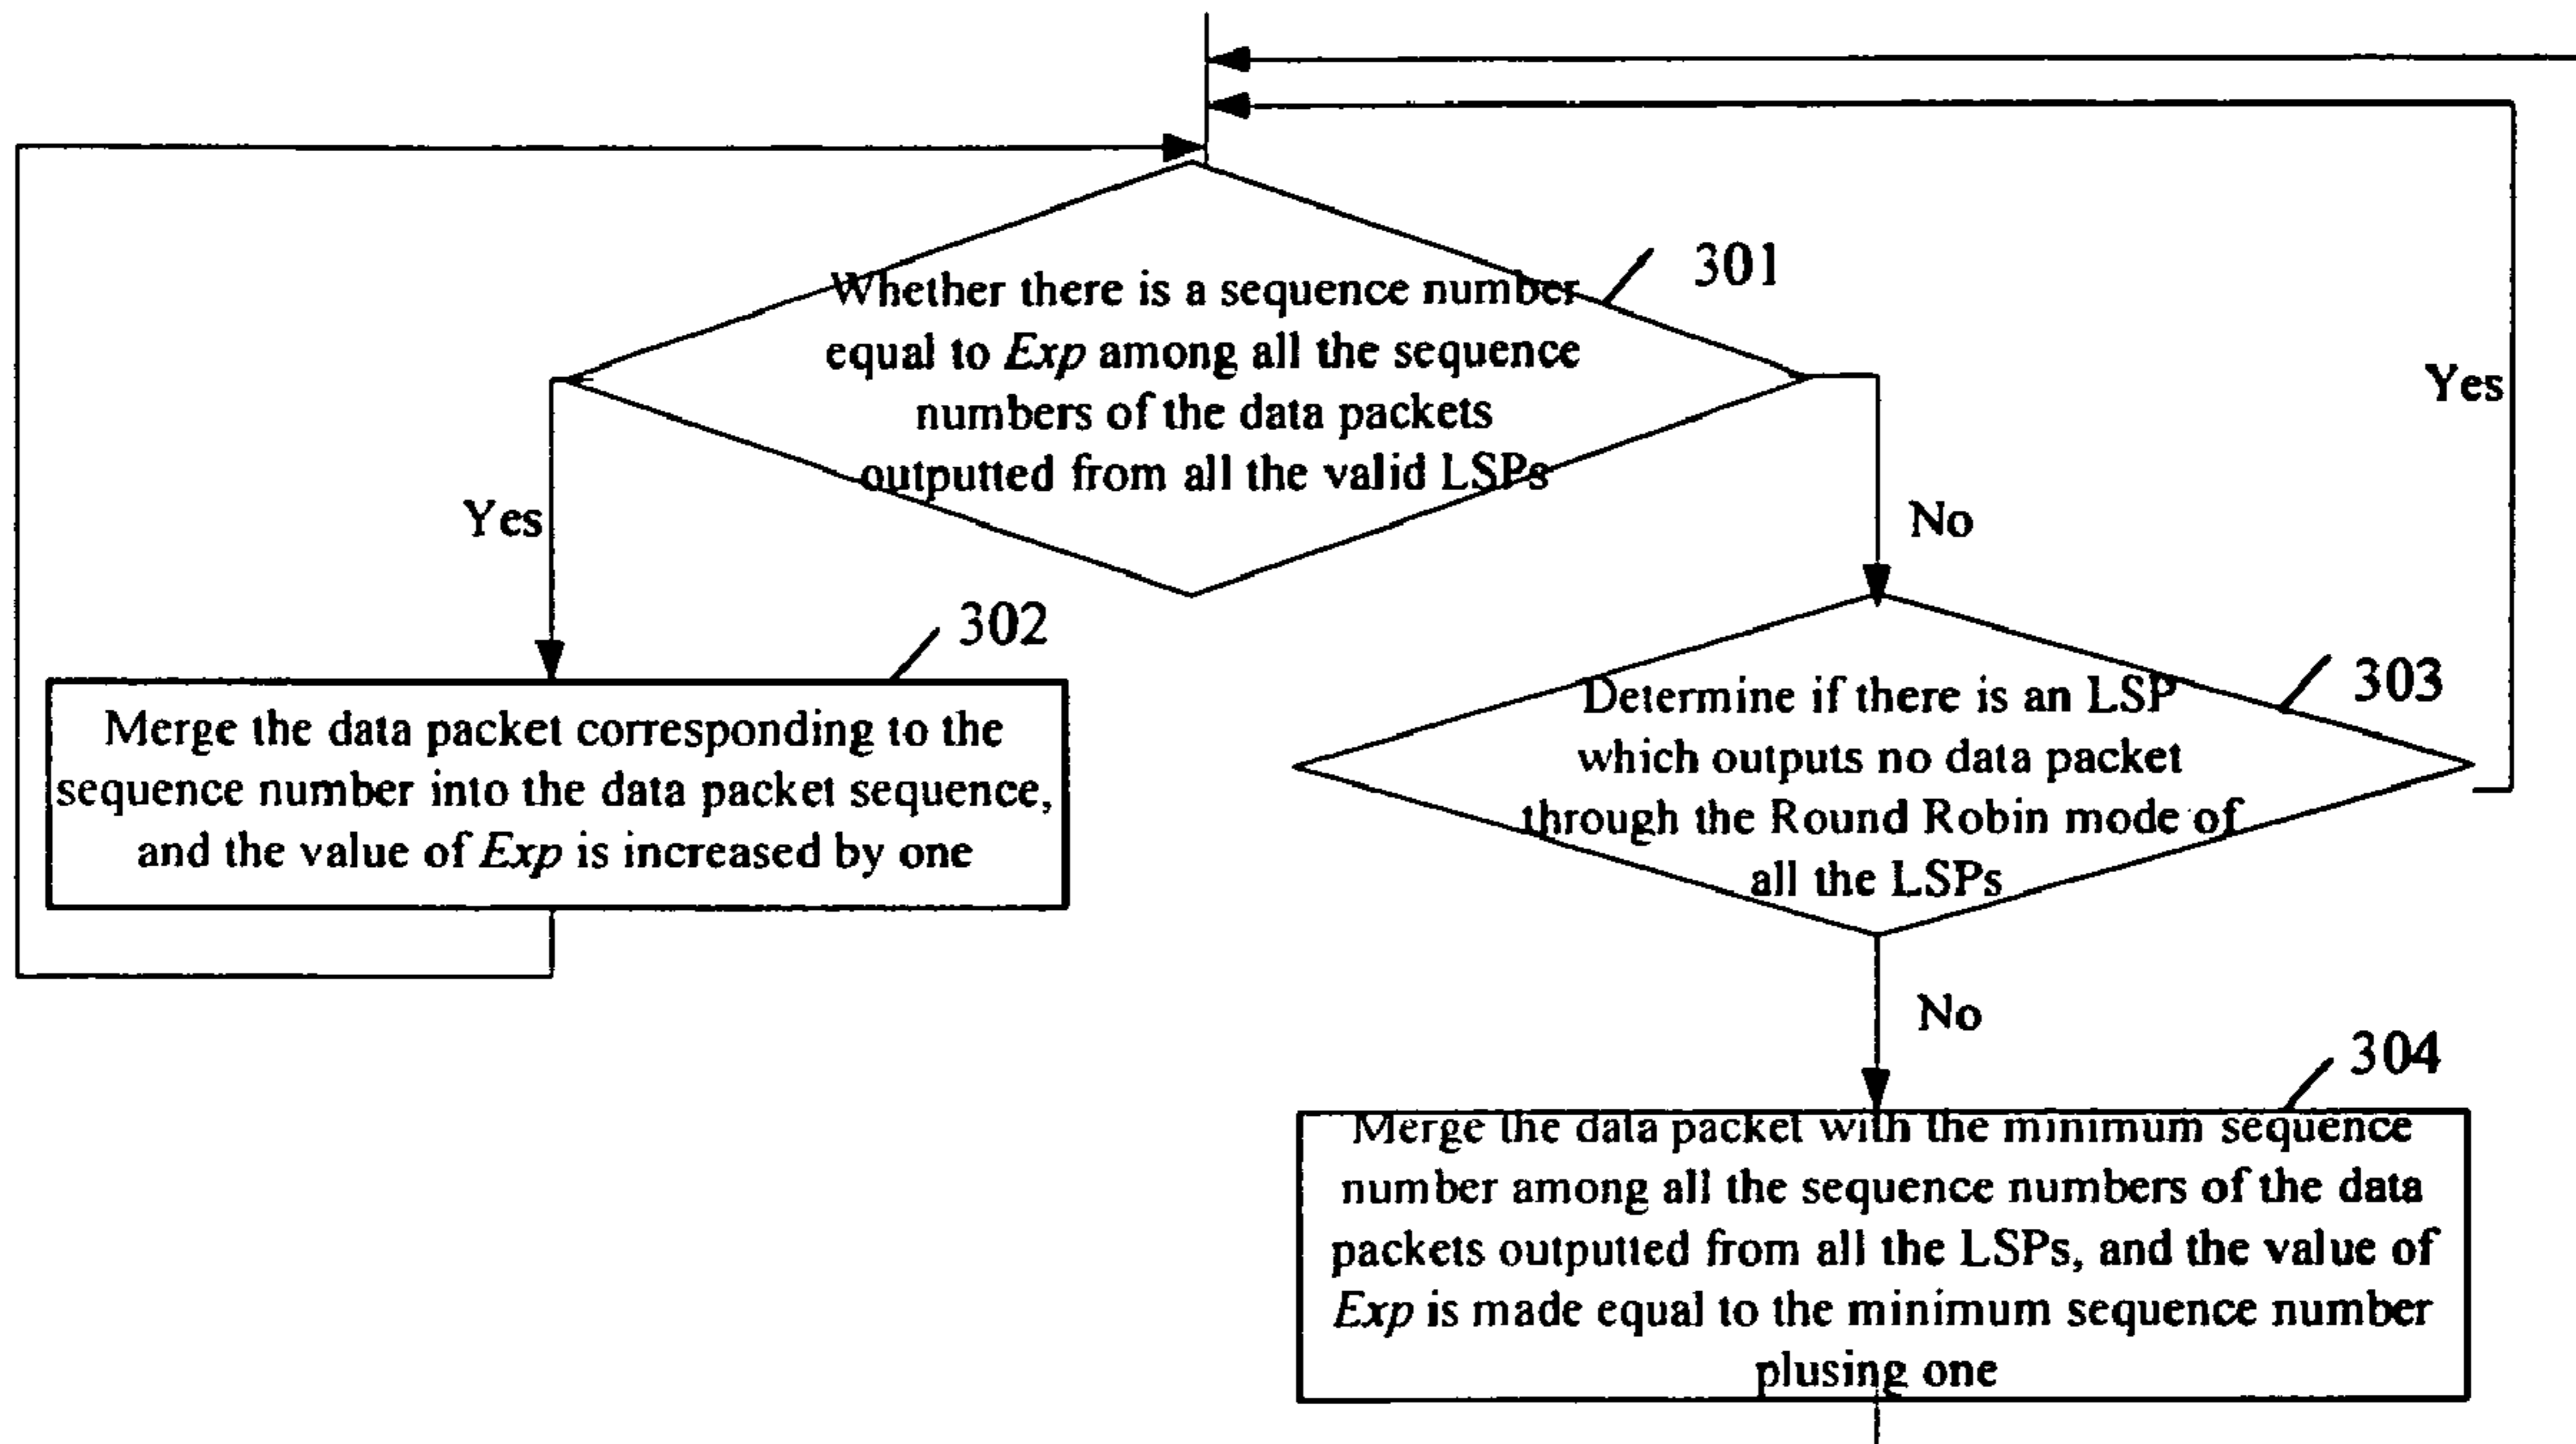 301
Whether there is a sequence number
equal to Exp among all the sequence
numbers of the data packets
outputted from all the valid LSPs
Yes
No
Yes
302
Merge the data packet corresponding to the
sequence number into the data packet sequence,
and the value of Exp is increased by one
303
Determine if there is an LSP
which outputs no data packet
through the Round Robin mode of
all the LSPs
No
304
Merge the data packet with the minimum sequence
number among all the sequence numbers of the data
packets outputted from all the LSPs, and the value of
Exp is made equal to the minimum sequence number
plusing one